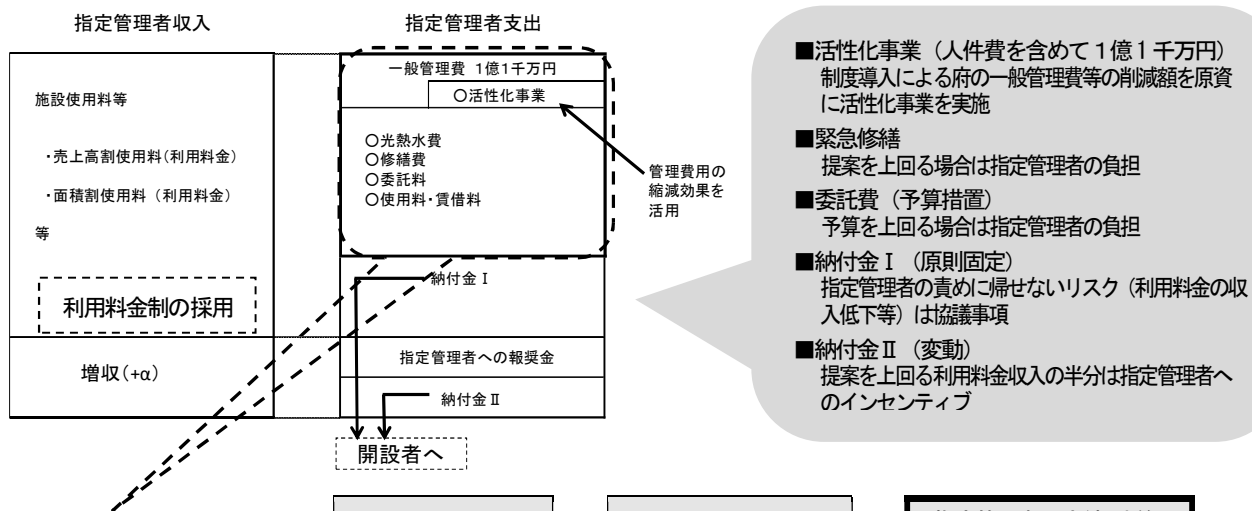 指定管理者収入
指定管理者支出
施設使用料等
・売上高割使用料(利用料金)
・面積割使用料（利用料金）
等
利用料金制の採用
増収(+α)
一般管理費 1億1千万円
〇活性化事業
〇光熱水費
〇修繕費
〇委託料
〇使用料・賃借料
管理費用の
縮減効果を
活用
納付金Ⅰ
指定管理者への報奨金
納付金Ⅱ
開設者へ
■活性化事業（人件費を含めて１億１千万円）
制度導入による府の一般管理費等の削減額を原資
に活性化事業を実施
■緊急修繕
提案を上回る場合は指定管理者の負担
■委託費（予算措置）
予算を上回る場合は指定管理者の負担
■納付金Ⅰ（原則固定）
指定管理者の責めに帰せないリスク（利用料金の収
入低下等）は協議事項
■納付金Ⅱ（変動）
提案を上回る利用料金収入の半分は指定管理者へ
のインセンティブ